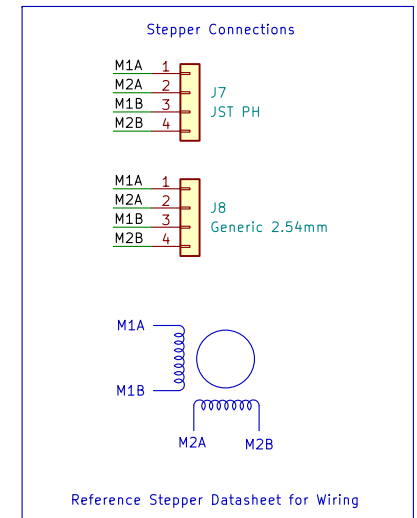 Stepper Connections
M1A 1
M2A 2
M1B 3
M2B 4
J7
JST PH
M1A 1
M2A 2
M1B 3
M2B 4
J8
Generic 2.54mm
M1A
M1B
M2A M2B
Reference Stepper Datasheet for Wiring